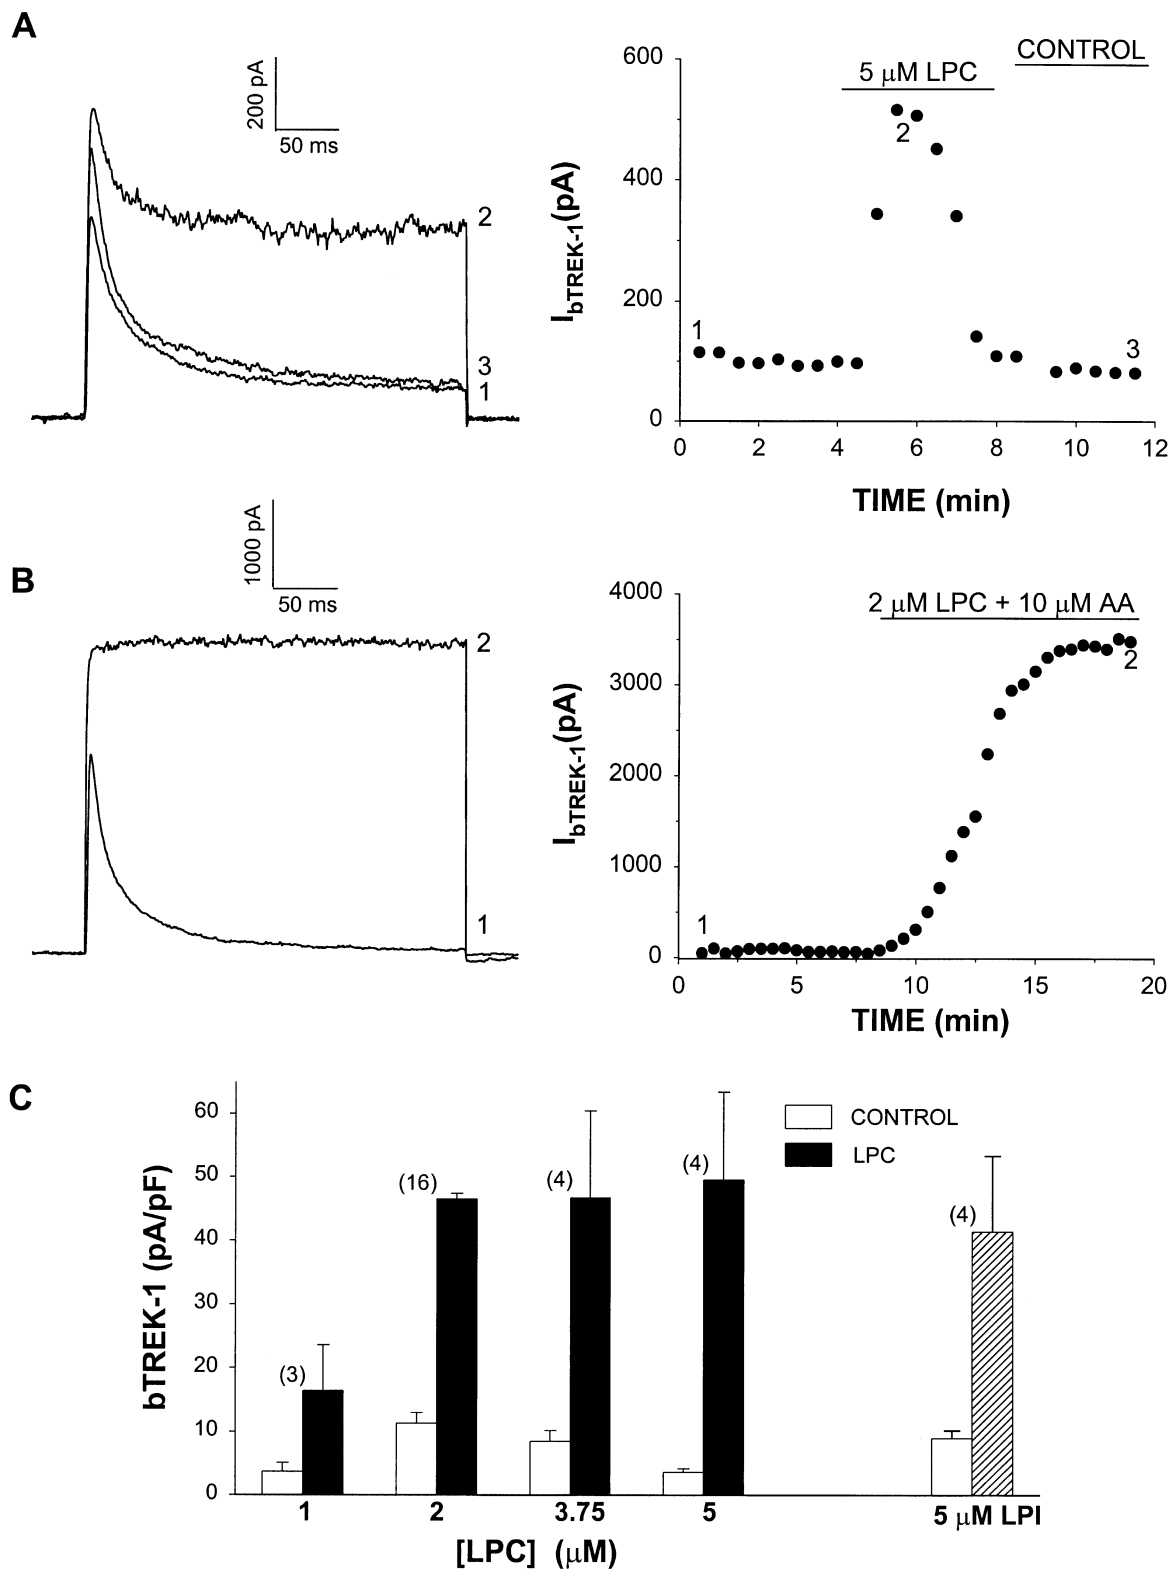 A
200 pA
50 ms
2
3
1
CONTROL
5 μM LPC
600
400
200
0
I bTREK-1 (pA)
1
2
3
0 2 4 6 8 10 12
TIME (min)
B
1000 pA
50 ms
2
1
2 μM LPC + 10 μM AA
4000
3000
2000
1000
0
I bTREK-1 (pA)
1
2
0 5 10 15 20
TIME (min)
C
60
50
40
30
20
10
0
bTREK-1 (pA/pF)
CONTROL
LPC
(3)
(16)
(4)
(4)
(4)
1 2 3.75 5 5 μM LPI
[LPC] (μM)